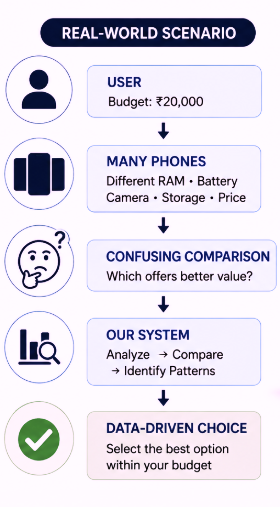 REAL-WORLD SCENARIO
USER
Budget: ₹20,000
MANY PHONES
Different RAM • Battery
Camera • Storage • Price
?
CONFUSING COMPARISON
Which offers better value?
OUR SYSTEM
Analyze → Compare
→ Identify Patterns
DATA-DRIVEN CHOICE
Select the best option
within your budget